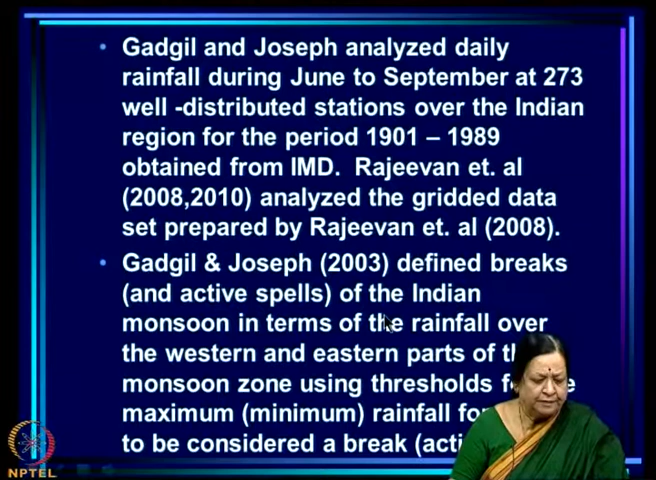 • Gadgil and Joseph analyzed daily
rainfall during June to September at 273
well -distributed stations over the Indian
region for the period 1901 – 1989
obtained from IMD. Rajeevan et. al
(2008,2010) analyzed the gridded data
set prepared by Rajeevan et. al (2008).
• Gadgil & Joseph (2003) defined breaks
(and active spells) of the Indian
monsoon in terms of the rainfall over
the western and eastern parts of
monsoon zone using thresholds
maximum (minimum) rainfall
to be considered a break
NPTEL